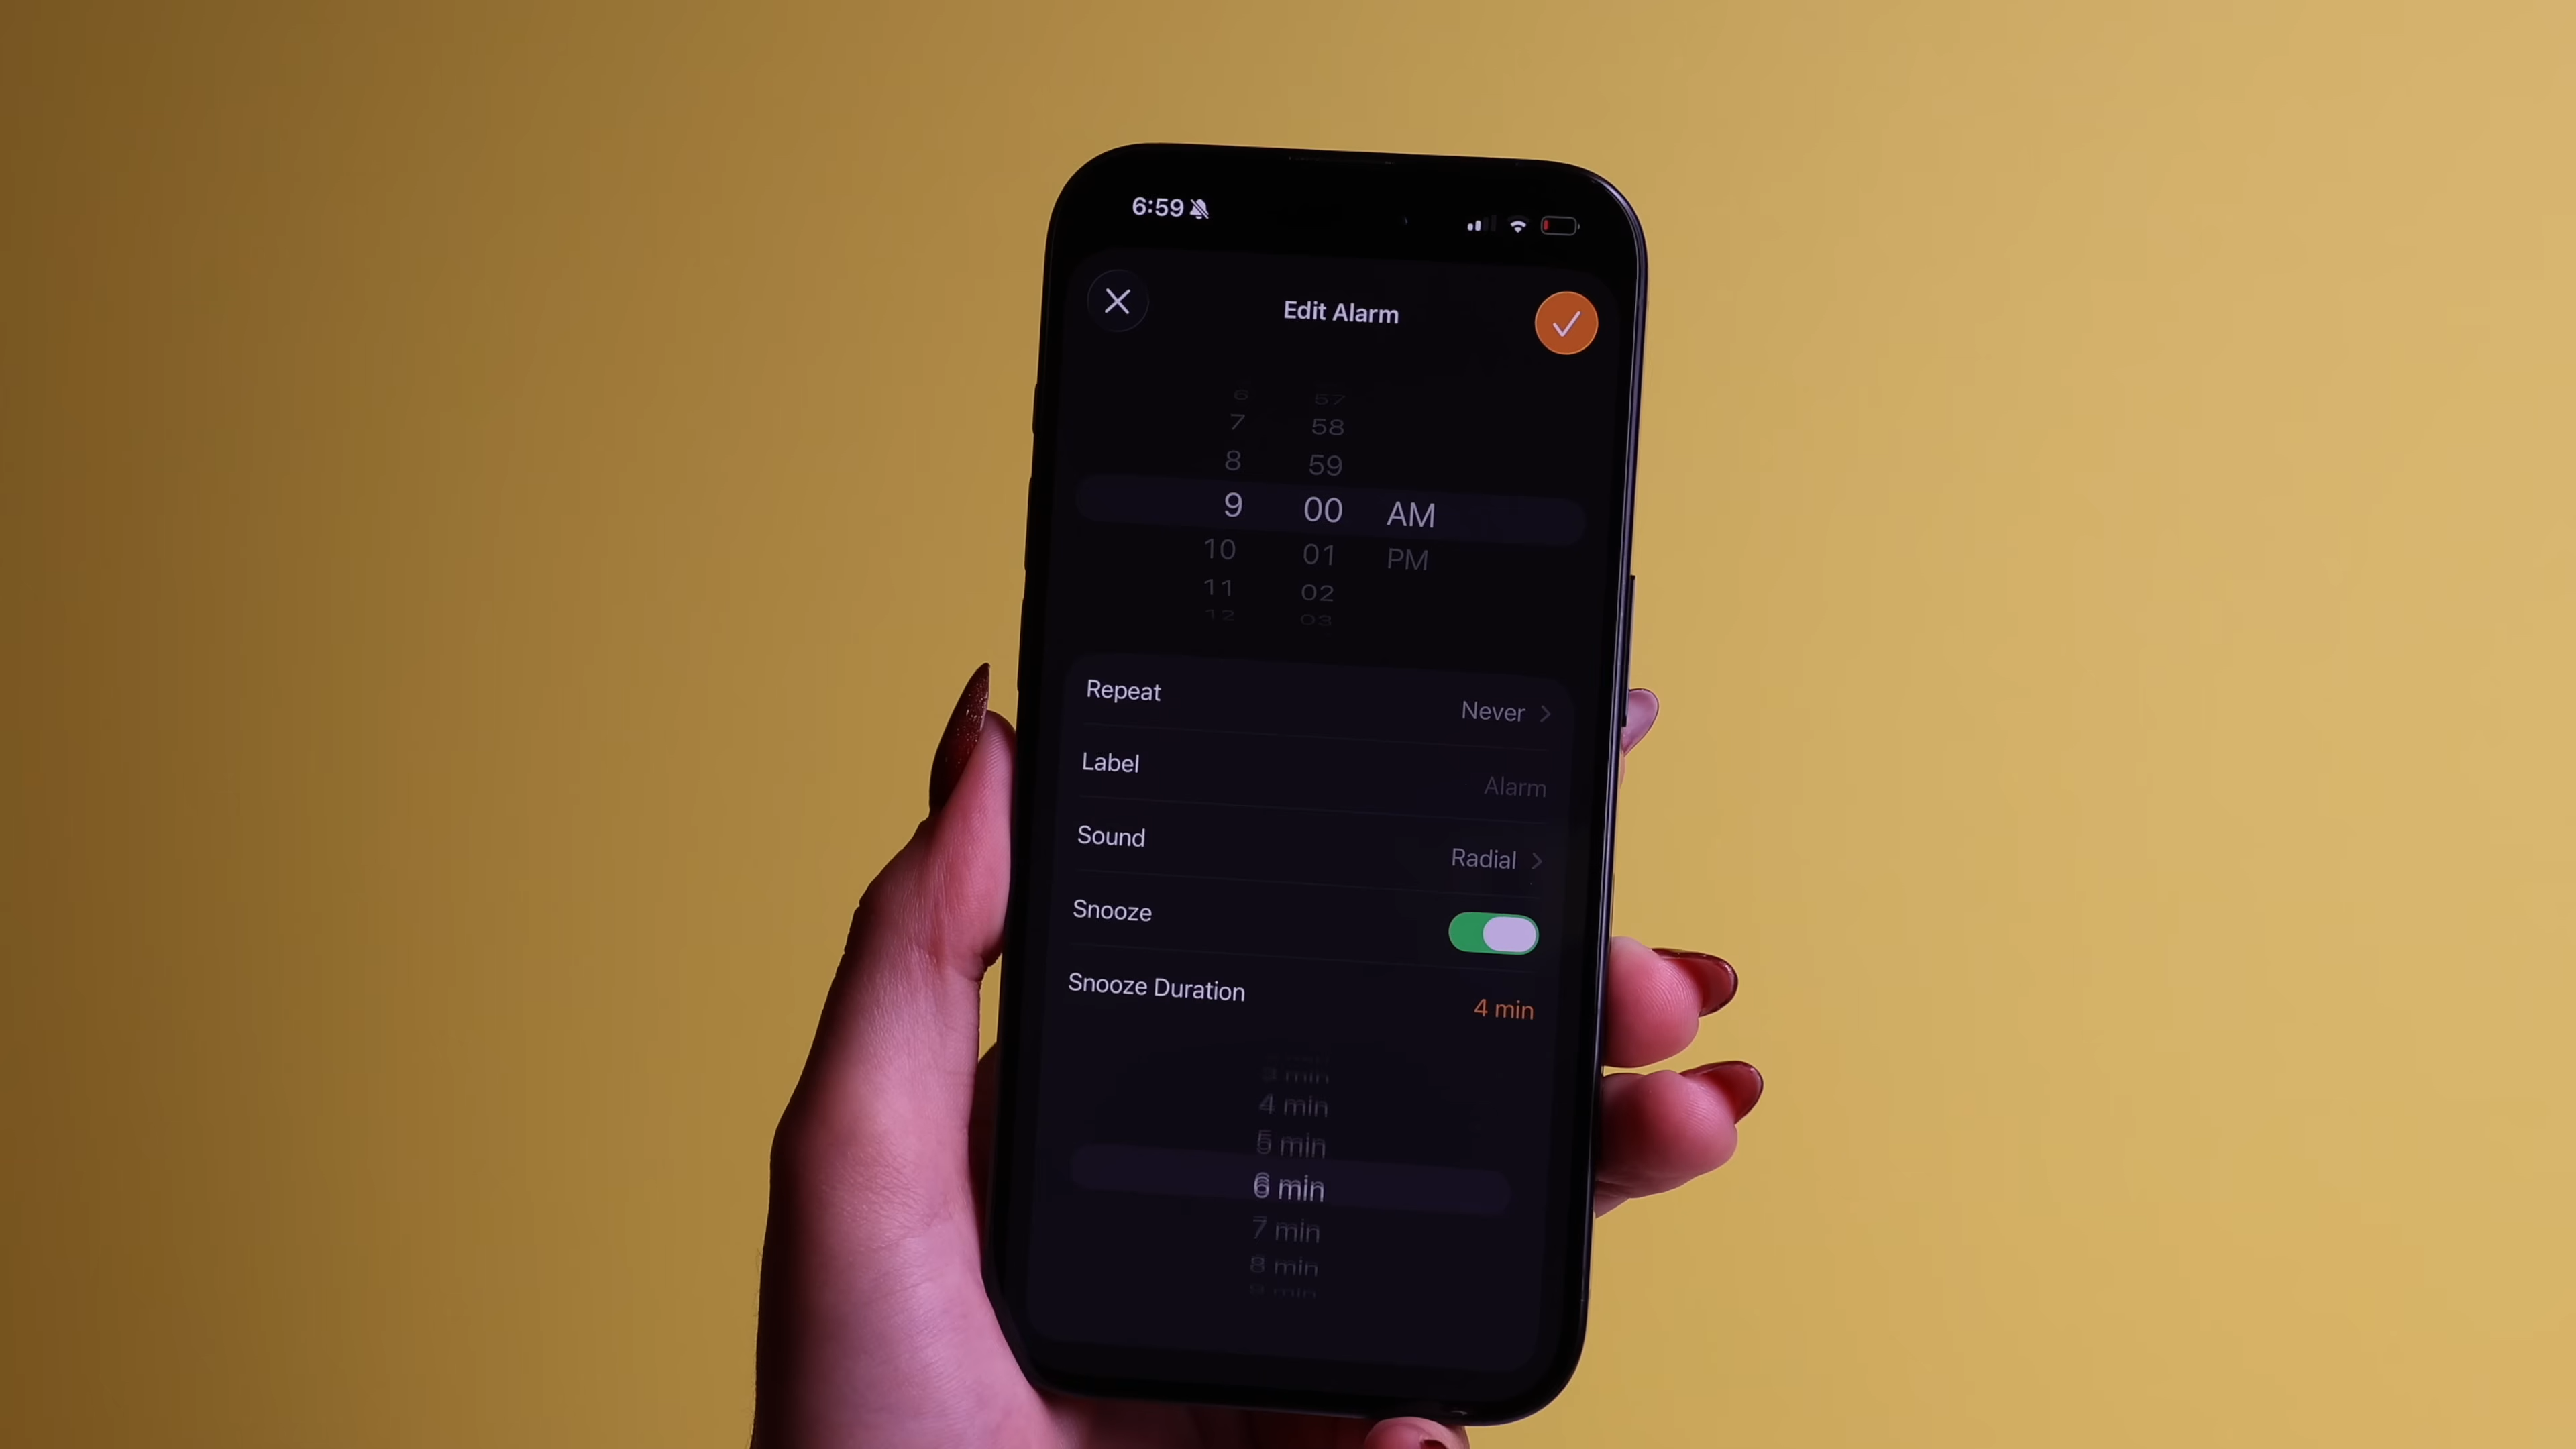 6:59
Edit Alarm
6 57
7 58
8 59
9 00 AM
10 01 PM
11 02
12 03
Repeat Never
Label Alarm
Sound Radial
Snooze
Snooze Duration 4 min
3 min
4 min
5 min
6 min
7 min
8 min
9 min